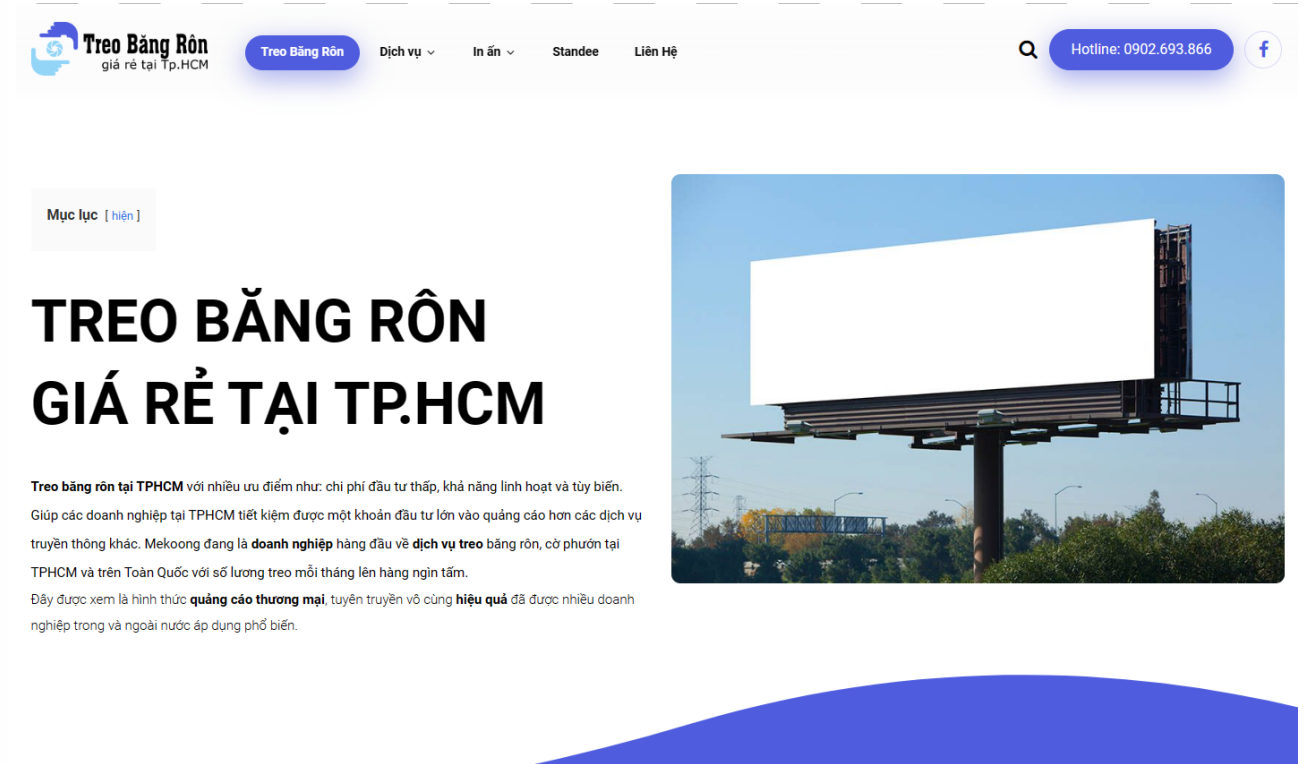 Treo Băng Rôn
giá rẻ tại Tp.HCM
Treo Băng Rôn
Dịch vụ
In ấn
Standee
Liên Hệ
Hotline: 0902.693.866
f
Mục lục [ hiện ]
TREO BĂNG RÔN
GIÁ RẺ TẠI TP.HCM
Treo băng rôn tại TPHCM với nhiều ưu điểm như: chi phí đầu tư thấp, khả năng linh hoạt và tùy biến.
Giúp các doanh nghiệp tại TPHCM tiết kiệm được một khoản đầu tư lớn vào quảng cáo hơn các dịch vụ
truyền thông khác. Mekoong đang là doanh nghiệp hàng đầu về dịch vụ treo băng rôn, cờ phướn tại
TPHCM và trên Toàn Quốc với số lương treo mỗi tháng lên hàng ngìn tấm.
Đây được xem là hình thức quảng cáo thương mại, tuyên truyền vô cùng hiệu quả đã được nhiều doanh
nghiệp trong và ngoài nước áp dụng phổ biến.